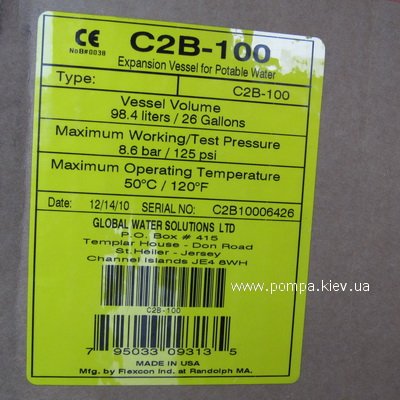 CE
NoB#0038
C2B-100
Expansion Vessel for Potable Water
Type: C2B-100
Vessel Volume
98.4 liters / 26 Gallons
Maximum Working/Test Pressure
8.6 bar / 125 psi
Maximum Operating Temperature
50°C / 120°F
Date: 12/14/10 SERIAL NO: C2B10006426
GLOBAL WATER SOLUTIONS LTD
P.O. Box # 415
Templar House - Don Road
St.Helier - Jersey
Channel Islands JE4 8WH
www.pompa.kiev.ua
C2B-100
7 95033 09313 5
MADE IN USA
Mfg. by Flexcon Ind. at Randolph MA.